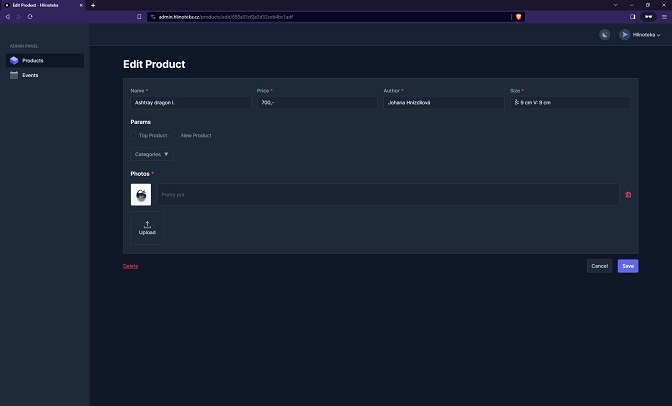 Edit Product - Hlinoteka
admin.hlinoteka.cz/products/edit/
Hlinoteka
ADMIN PANEL
Products
Events
Edit Product
Name * Price * Author * Size *
Ashtray dragon I. 700,- Johana Hnízdilová Š: 9 cm V: 9 cm
Params
Top Product New Product
Categories ▼
Photos *
Pretty pot
Upload
Delete Cancel Save